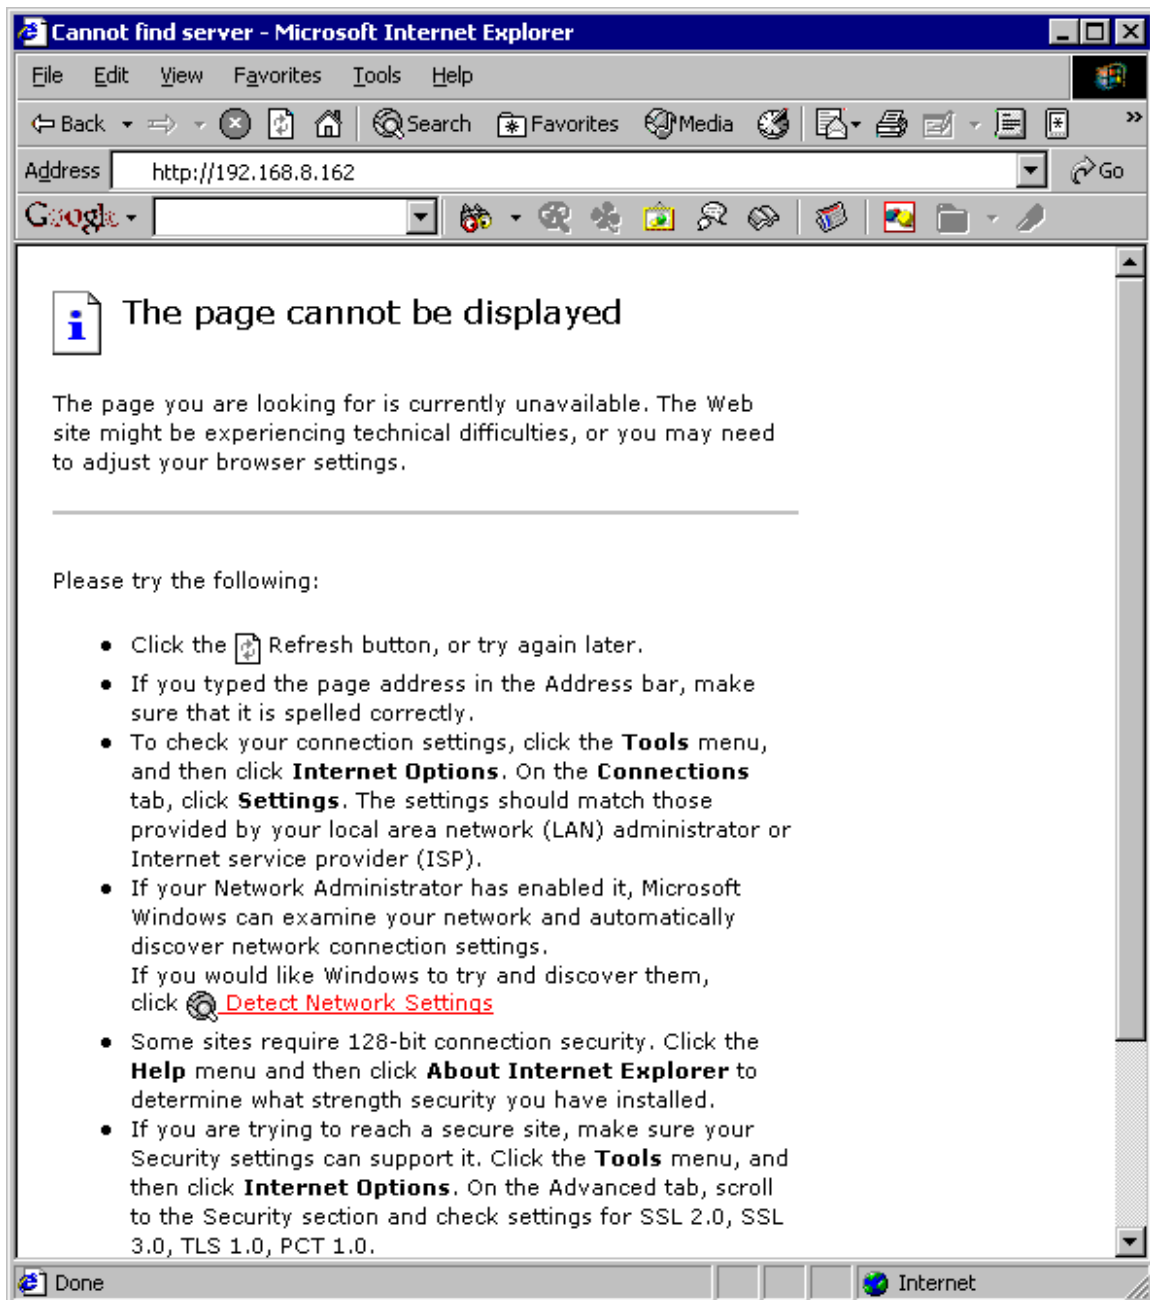 Cannot find server - Microsoft Internet Explorer
File Edit View Favorites Tools Help
Back Search Favorites Media »
Address http://192.168.8.162 Go
Google
The page cannot be displayed
The page you are looking for is currently unavailable. The Web
site might be experiencing technical difficulties, or you may need
to adjust your browser settings.
Please try the following:
• Click the Refresh button, or try again later.
• If you typed the page address in the Address bar, make
sure that it is spelled correctly.
• To check your connection settings, click the Tools menu,
and then click Internet Options. On the Connections
tab, click Settings. The settings should match those
provided by your local area network (LAN) administrator or
Internet service provider (ISP).
• If your Network Administrator has enabled it, Microsoft
Windows can examine your network and automatically
discover network connection settings.
If you would like Windows to try and discover them,
click Detect Network Settings
• Some sites require 128-bit connection security. Click the
Help menu and then click About Internet Explorer to
determine what strength security you have installed.
• If you are trying to reach a secure site, make sure your
Security settings can support it. Click the Tools menu, and
then click Internet Options. On the Advanced tab, scroll
to the Security section and check settings for SSL 2.0, SSL
3.0, TLS 1.0, PCT 1.0.
Done Internet